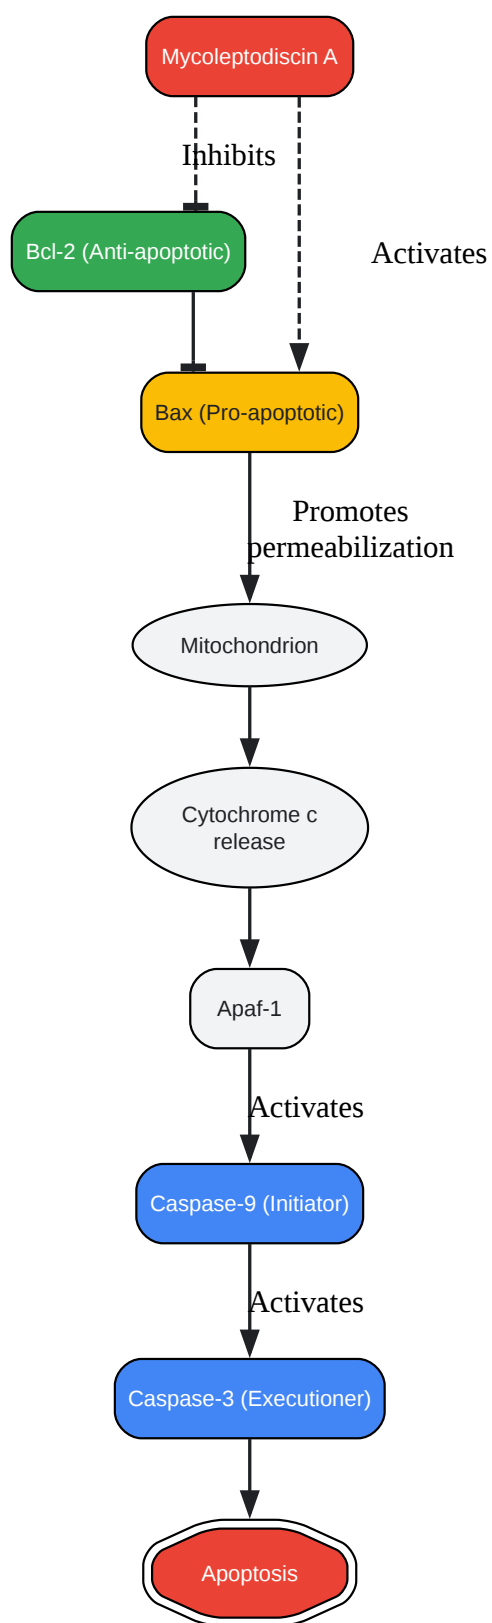 Mycoleptodiscin A
Inhibits
Bcl-2 (Anti-apoptotic)
Activates
Bax (Pro-apoptotic)
Promotes
permeabilization
Mitochondrion
Cytochrome c
release
Apaf-1
Activates
Caspase-9 (Initiator)
Activates
Caspase-3 (Executioner)
Apoptosis